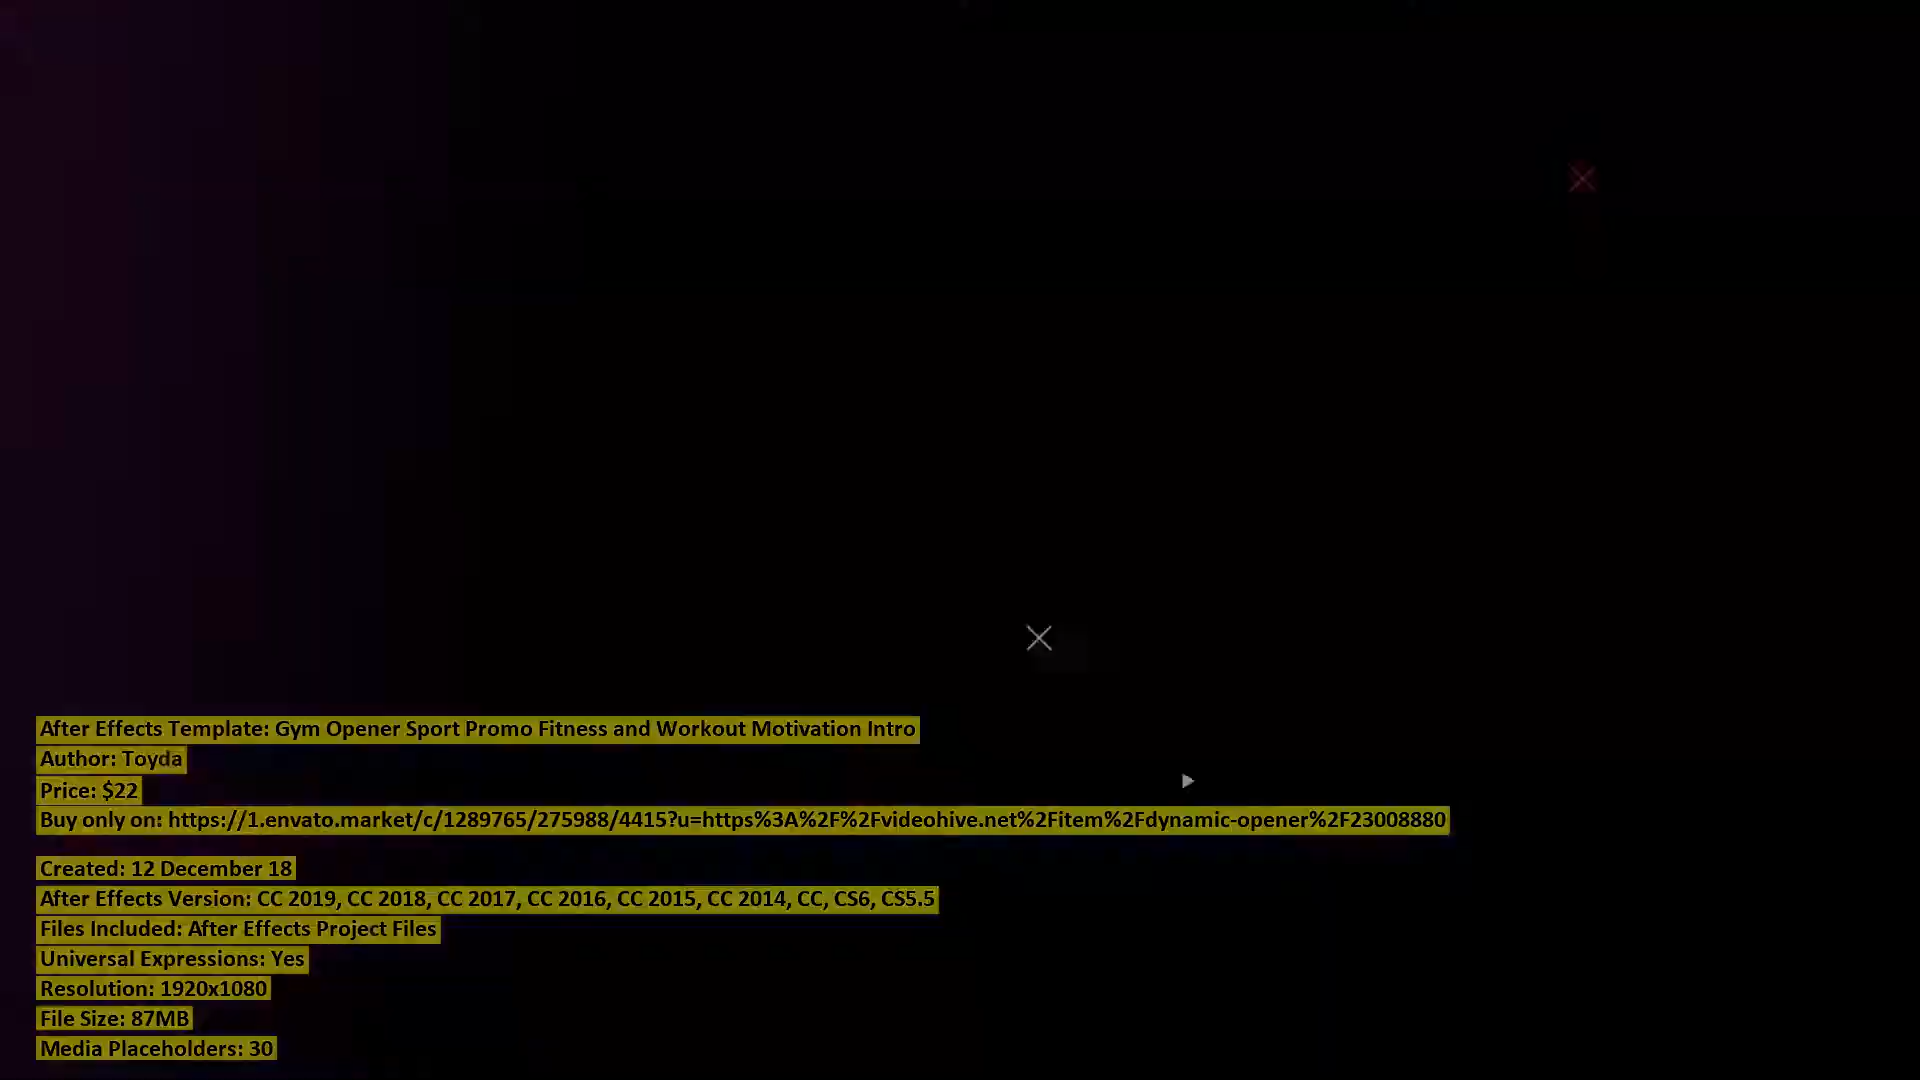 After Effects Template: Gym Opener Sport Promo Fitness and Workout Motivation Intro
Author: Toyda
Price: $22
Buy only on: https://1.envato.market/c/1289765/275988/4415?u=https%3A%2F%2Fvideohive.net%2Fitem%2Fdynamic-opener%2F23008880
Created: 12 December 18
After Effects Version: CC 2019, CC 2018, CC 2017, CC 2016, CC 2015, CC 2014, CC, CS6, CS5.5
Files Included: After Effects Project Files
Universal Expressions: Yes
Resolution: 1920x1080
File Size: 87MB
Media Placeholders: 30